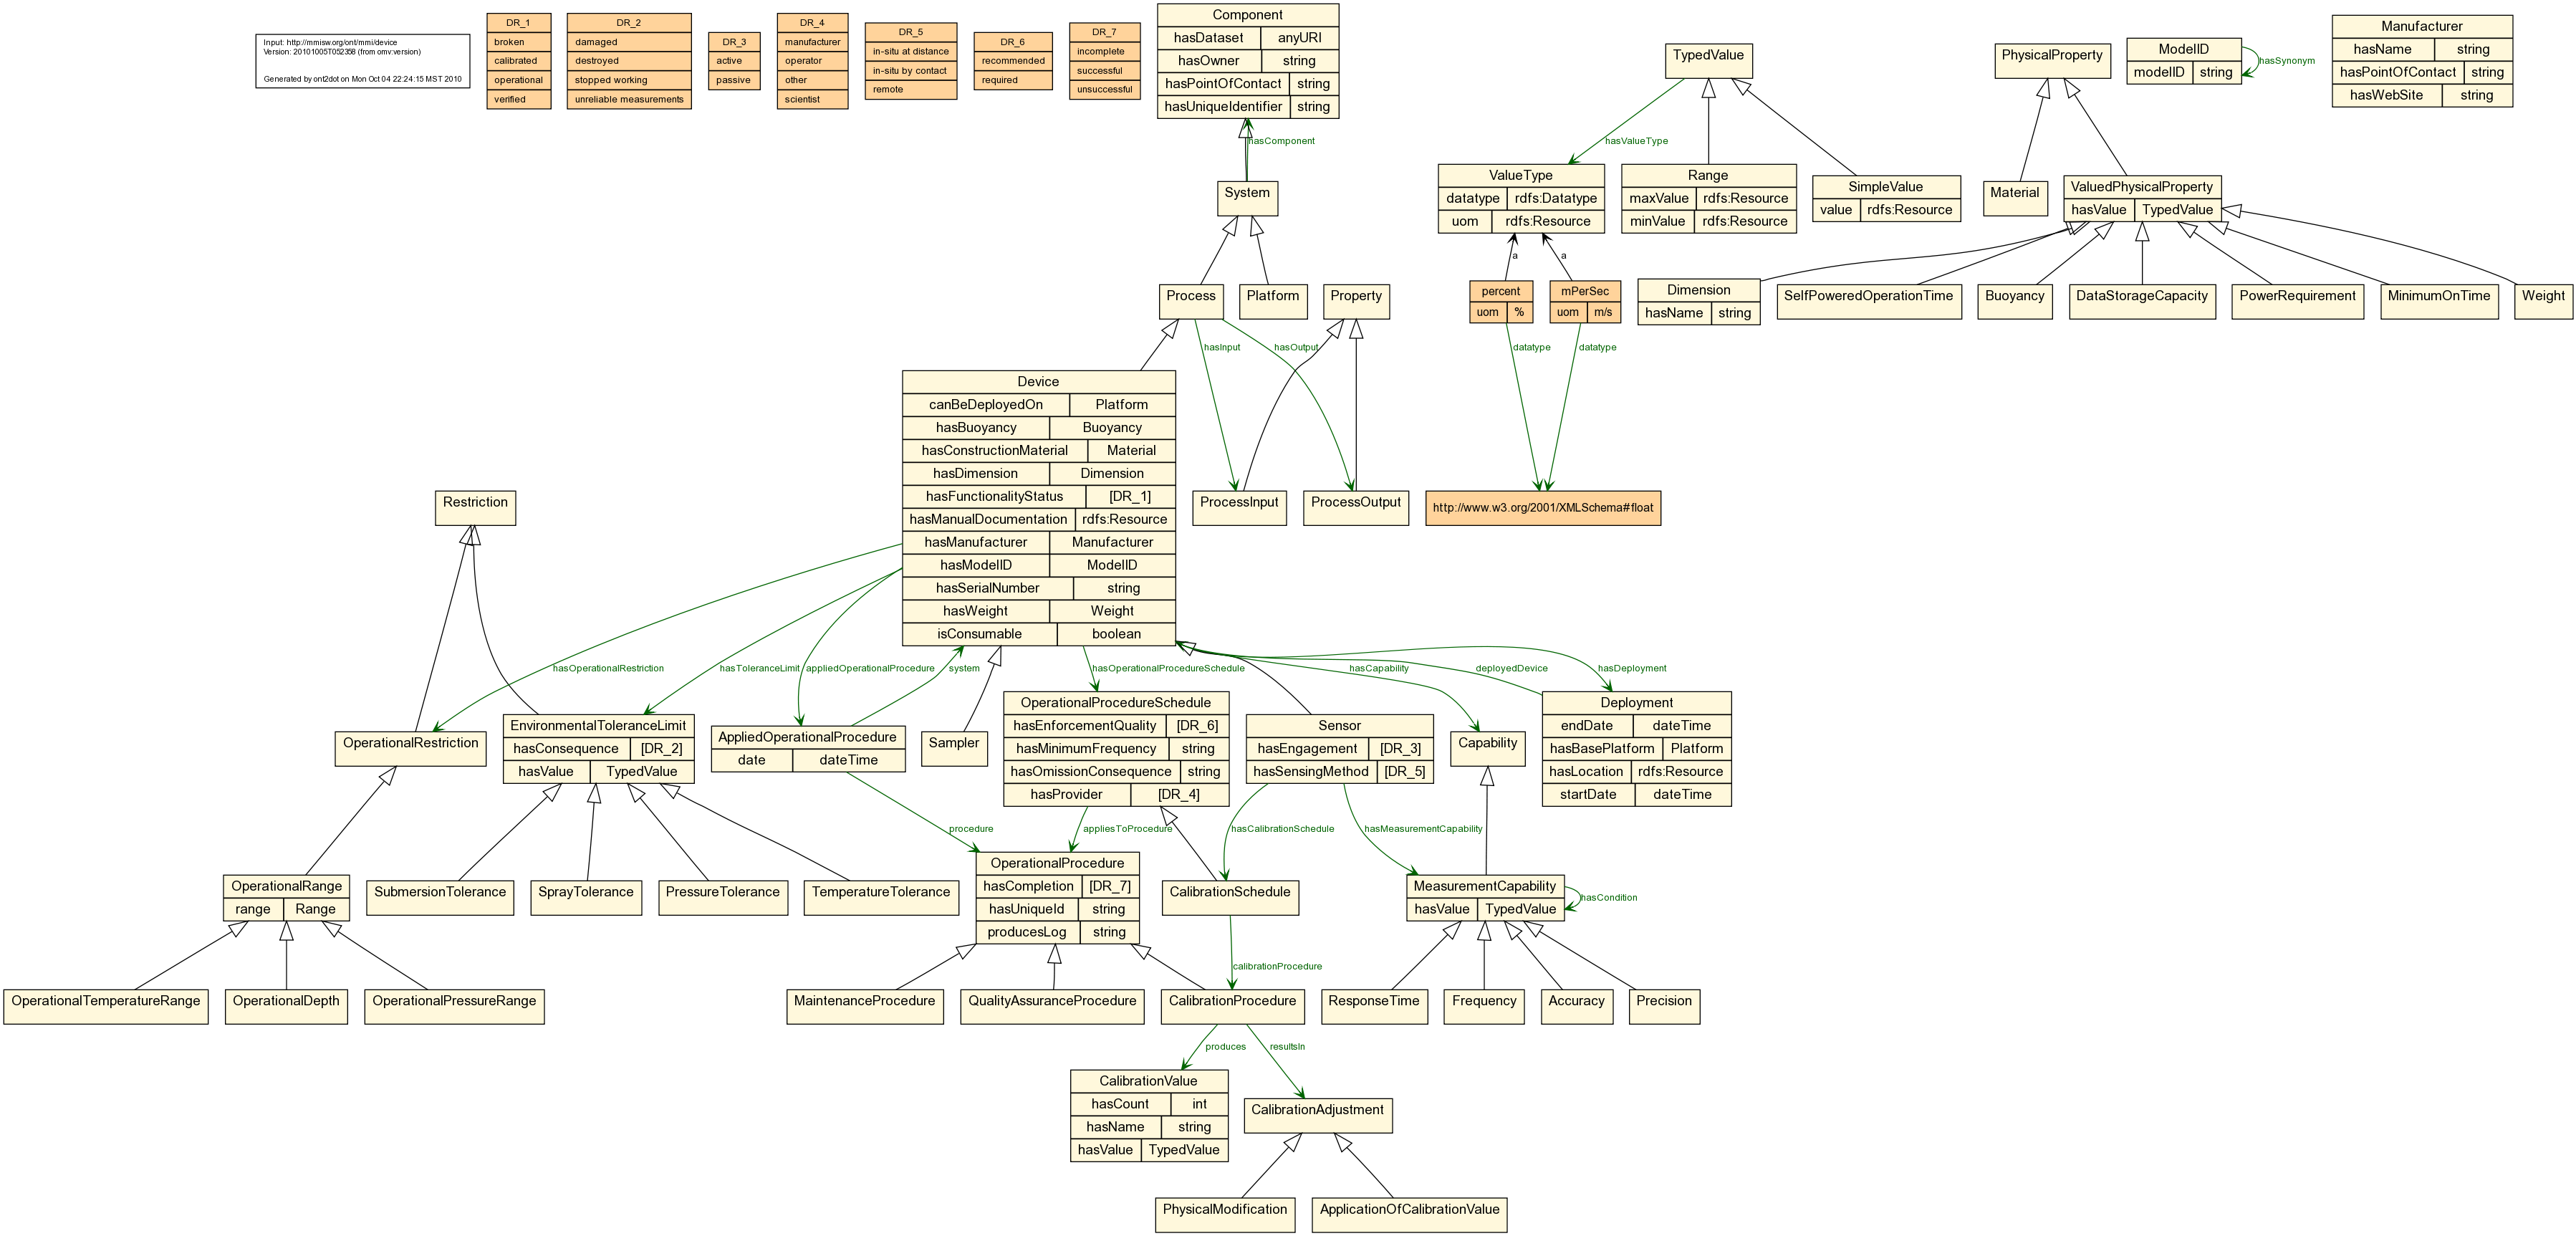 Input: http://mmisw.org/ont/mmi/device
Version: 20101005T052358 (from omv:version)
Generated by ont2dot on Mon Oct 04 22:24:15 MST 2010
DR_1
broken
calibrated
operational
verified
DR_2
damaged
destroyed
stopped working
unreliable measurements
DR_3
active
passive
DR_4
manufacturer
operator
other
scientist
DR_5
in-situ at distance
in-situ by contact
remote
DR_6
recommended
required
DR_7
incomplete
successful
unsuccessful
Component
hasDataset anyURI
hasOwner string
hasPointOfContact string
hasUniqueIdentifier string
TypedValue
PhysicalProperty
ModelID
modelID string
hasSynonym
Manufacturer
hasName string
hasPointOfContact string
hasWebSite string
hasComponent
hasValueType
System
ValueType
datatype rdfs:Datatype
uom rdfs:Resource
Range
maxValue rdfs:Resource
minValue rdfs:Resource
SimpleValue
value rdfs:Resource
Material
ValuedPhysicalProperty
hasValue TypedValue
a
a
Process
Platform
Property
percent
uom %
mPerSec
uom m/s
Dimension
hasName string
SelfPoweredOperationTime
Buoyancy
DataStorageCapacity
PowerRequirement
MinimumOnTime
Weight
hasInput
hasOutput
datatype
datatype
Device
canBeDeployedOn Platform
hasBuoyancy Buoyancy
hasConstructionMaterial Material
hasDimension Dimension
hasFunctionalityStatus [DR_1]
hasManualDocumentation rdfs:Resource
hasManufacturer Manufacturer
hasModelID ModelID
hasSerialNumber string
hasWeight Weight
isConsumable boolean
Restriction
ProcessInput
ProcessOutput
http://www.w3.org/2001/XMLSchema#float
hasOperationalRestriction
hasToleranceLimit
appliedOperationalProcedure
system
hasOperationalProcedureSchedule
hasCapability
deployedDevice
hasDeployment
OperationalRestriction
EnvironmentalToleranceLimit
hasConsequence [DR_2]
hasValue TypedValue
AppliedOperationalProcedure
date dateTime
Sampler
OperationalProcedureSchedule
hasEnforcementQuality [DR_6]
hasMinimumFrequency string
hasOmissionConsequence string
hasProvider [DR_4]
Sensor
hasEngagement [DR_3]
hasSensingMethod [DR_5]
Capability
Deployment
endDate dateTime
hasBasePlatform Platform
hasLocation rdfs:Resource
startDate dateTime
procedure
appliesToProcedure
hasCalibrationSchedule
hasMeasurementCapability
OperationalRange
range Range
SubmersionTolerance
SprayTolerance
PressureTolerance
TemperatureTolerance
OperationalProcedure
hasCompletion [DR_7]
hasUniqueId string
producesLog string
CalibrationSchedule
MeasurementCapability
hasValue TypedValue
hasCondition
calibrationProcedure
OperationalTemperatureRange
OperationalDepth
OperationalPressureRange
MaintenanceProcedure
QualityAssuranceProcedure
CalibrationProcedure
ResponseTime
Frequency
Accuracy
Precision
produces
resultsIn
CalibrationValue
hasCount int
hasName string
hasValue TypedValue
CalibrationAdjustment
PhysicalModification
ApplicationOfCalibrationValue